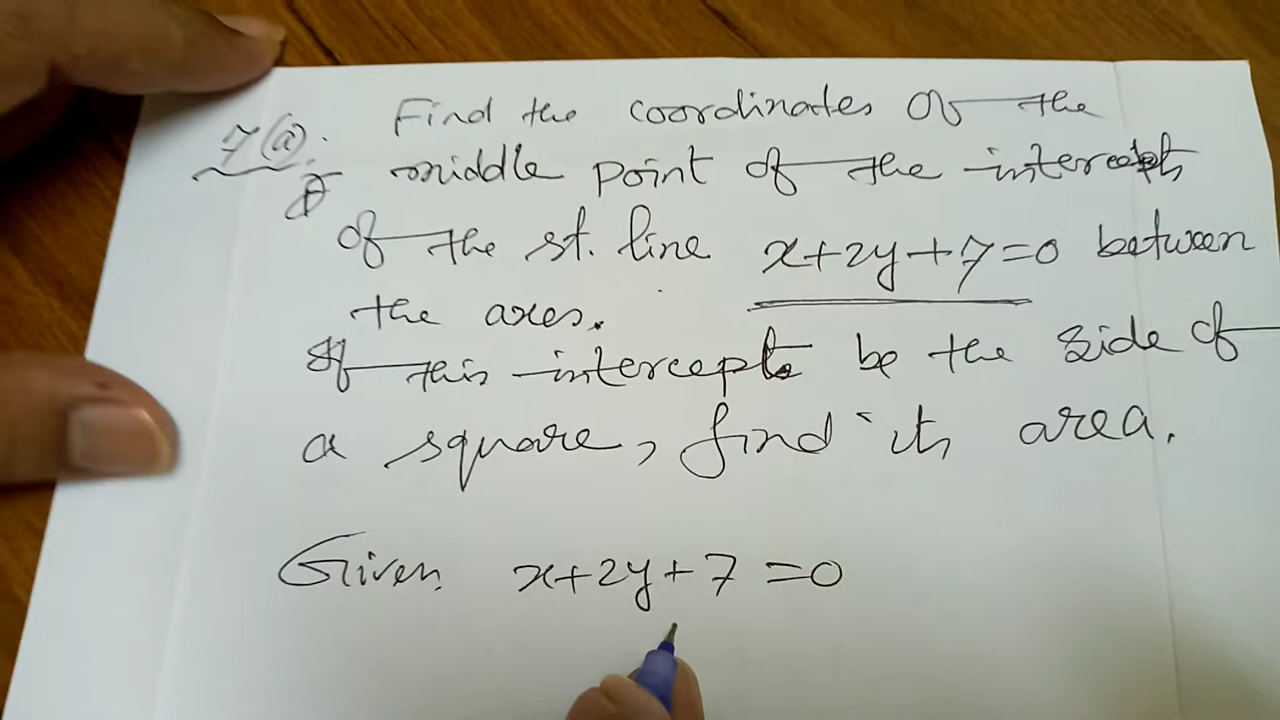 7(a). Find the coordinates of the
middle point of the intercepts
of the st. line x+2y+7=0 between
the axes.
If this intercept be the side of
a square, find its area.
Given, x+2y+7=0